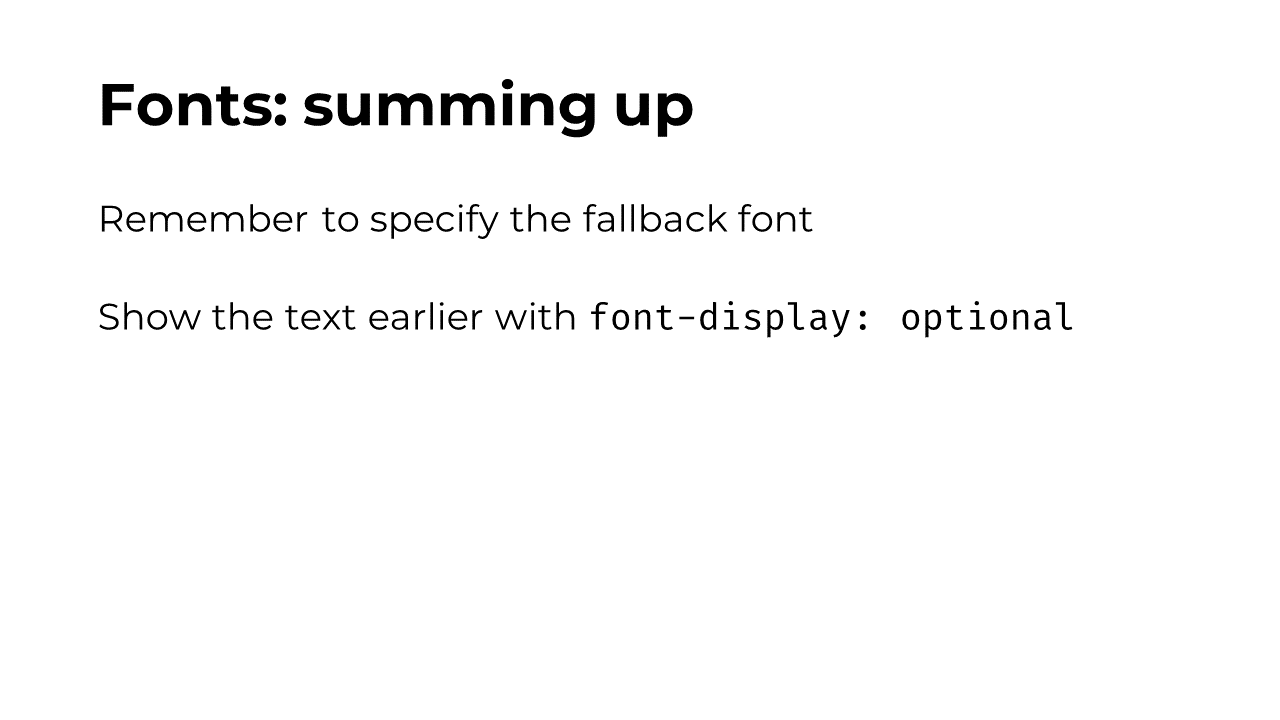 Fonts: summing up
Remember to specify the fallback font
Show the text earlier with font-display: optional